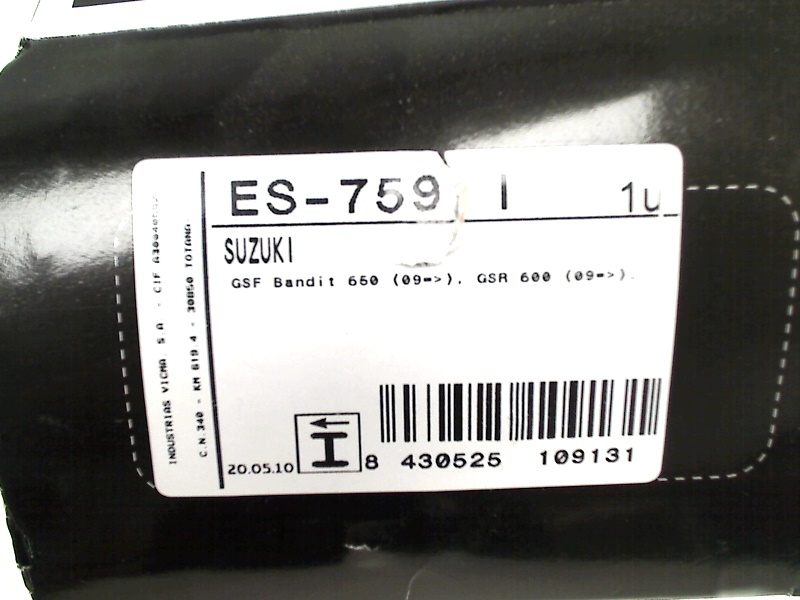 ES-759 I 1u
SUZUKI
GSF Bandit 650 (09=>), GSR 600 (09=>).
INDUSTRIAS VICMA, S.A. - CIF
C.N.340 - KM 619.4 - 30850 TOTANA
20.05.10
I
8 430525 109131